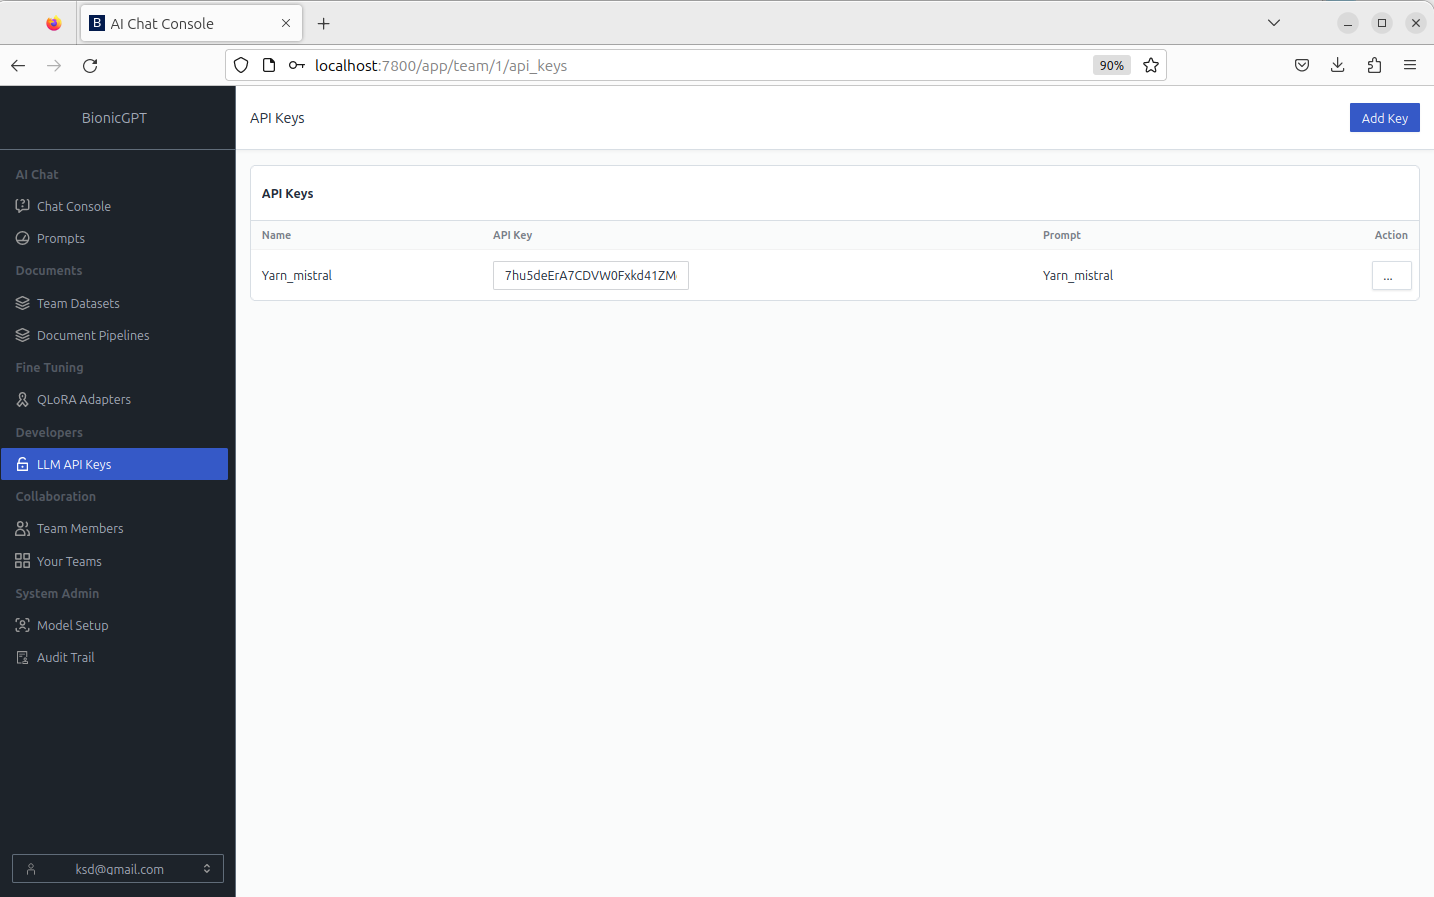 B AI Chat Console
localhost:7800/app/team/1/api_keys
90%
BionicGPT
API Keys
Add Key
AI Chat
Chat Console
Prompts
Documents
Team Datasets
Document Pipelines
Fine Tuning
QLoRA Adapters
Developers
LLM API Keys
Collaboration
Team Members
Your Teams
System Admin
Model Setup
Audit Trail
ksd@gmail.com
API Keys
Name API Key Prompt Action
Yarn_mistral 7hu5deErA7CDVW0Fxkd41ZM Yarn_mistral ...